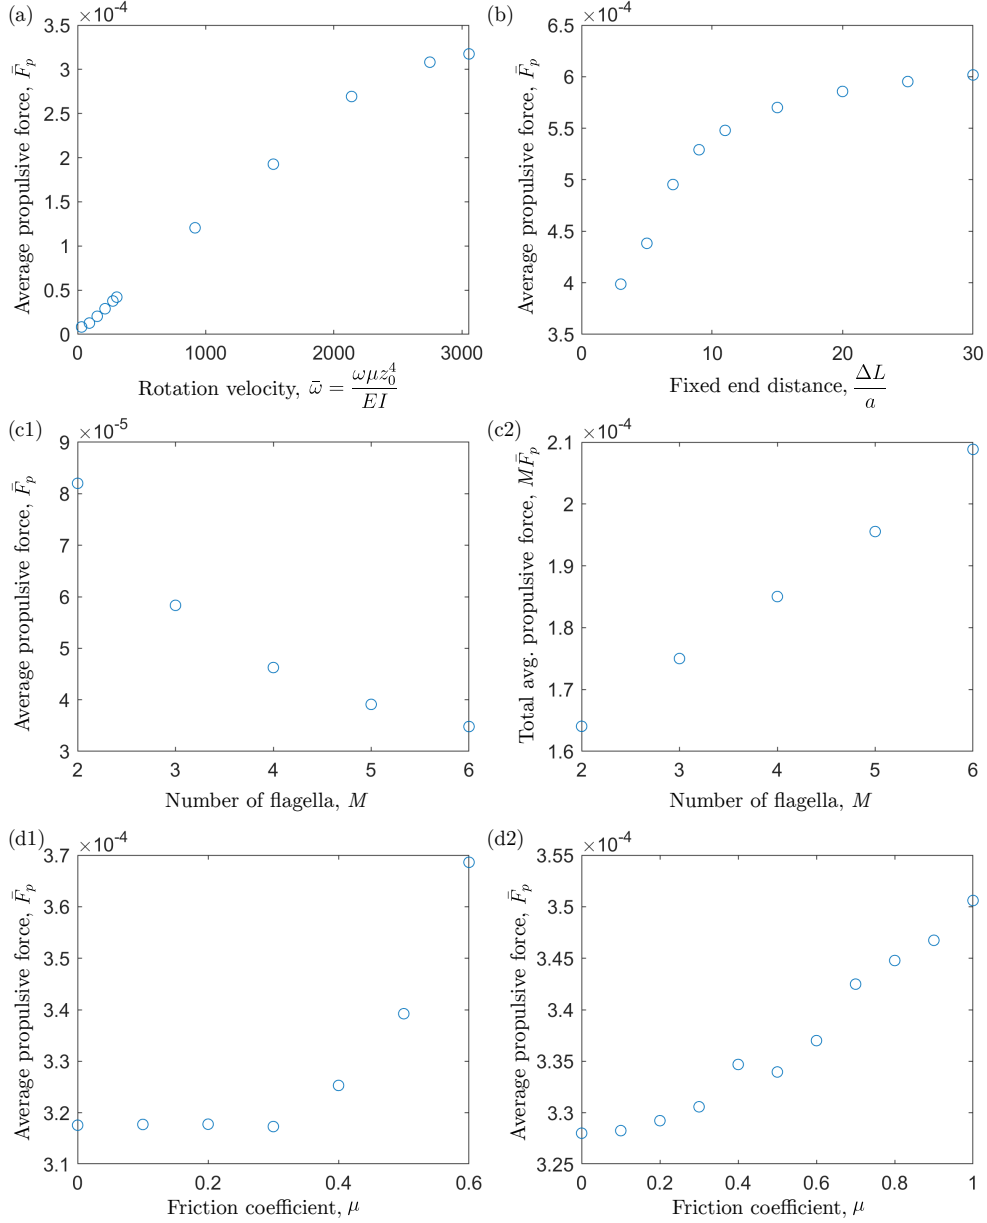 (a)
×10⁻⁴
3.5
3
2.5
2
1.5
1
0.5
0
0 1000 2000 3000
Average propulsive force, F̄ₚ
Rotation velocity, ω̄ = ωμz₀⁴ / EI
(b)
×10⁻⁴
6.5
6
5.5
5
4.5
4
3.5
0 10 20 30
Average propulsive force, F̄ₚ
Fixed end distance, ΔL / a
(c1)
×10⁻⁵
9
8
7
6
5
4
3
2 3 4 5 6
Average propulsive force, F̄ₚ
Number of flagella, M
(c2)
×10⁻⁴
2.1
2
1.9
1.8
1.7
1.6
2 3 4 5 6
Total avg. propulsive force, MF̄ₚ
Number of flagella, M
(d1)
×10⁻⁴
3.7
3.6
3.5
3.4
3.3
3.2
3.1
0 0.2 0.4 0.6
Average propulsive force, F̄ₚ
Friction coefficient, μ
(d2)
×10⁻⁴
3.55
3.5
3.45
3.4
3.35
3.3
3.25
0 0.2 0.4 0.6 0.8 1
Average propulsive force, F̄ₚ
Friction coefficient, μ